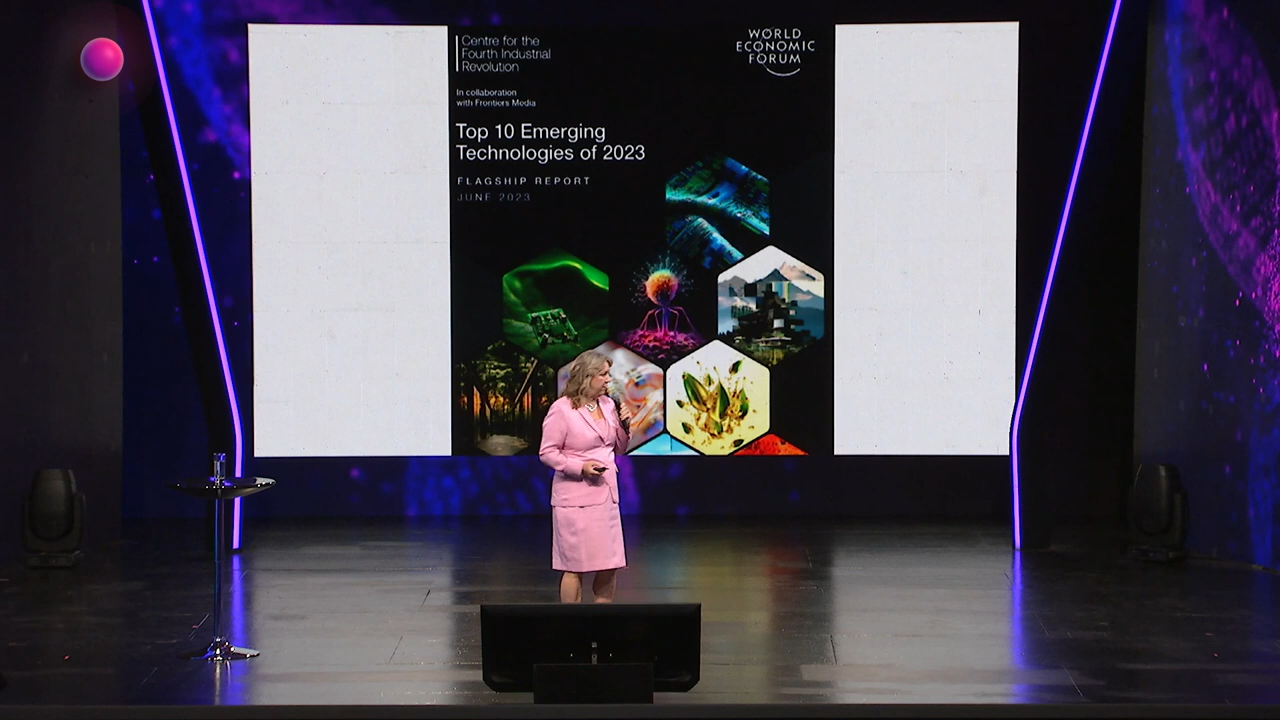 Centre for the
Fourth Industrial
Revolution
WORLD
ECONOMIC
FORUM
In collaboration
with Frontiers Media
Top 10 Emerging
Technologies of 2023
FLAGSHIP REPORT
JUNE 2023